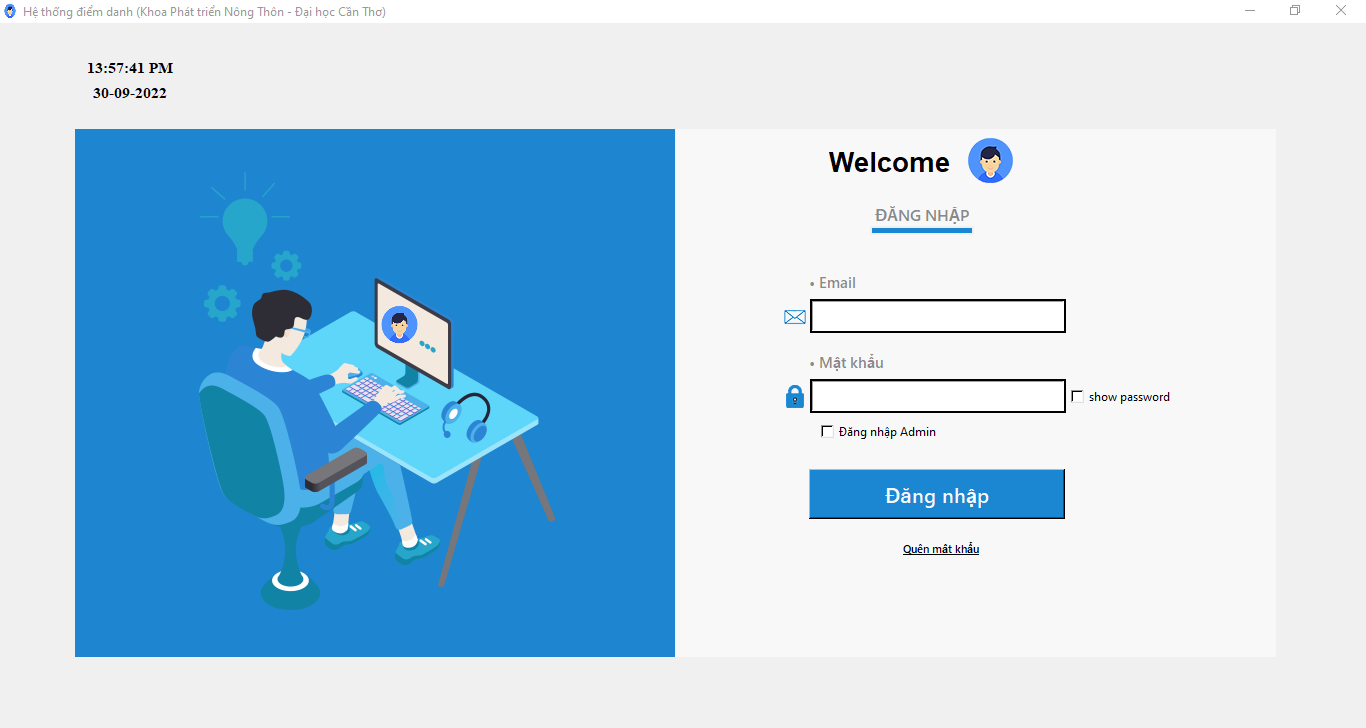 Hệ thống điểm danh (Khoa Phát triển Nông Thôn - Đại học Cần Thơ)
13:57:41 PM
30-09-2022
Welcome
ĐĂNG NHẬP
• Email
• Mật khẩu
show password
Đăng nhập Admin
Đăng nhập
Quên mât khẩu